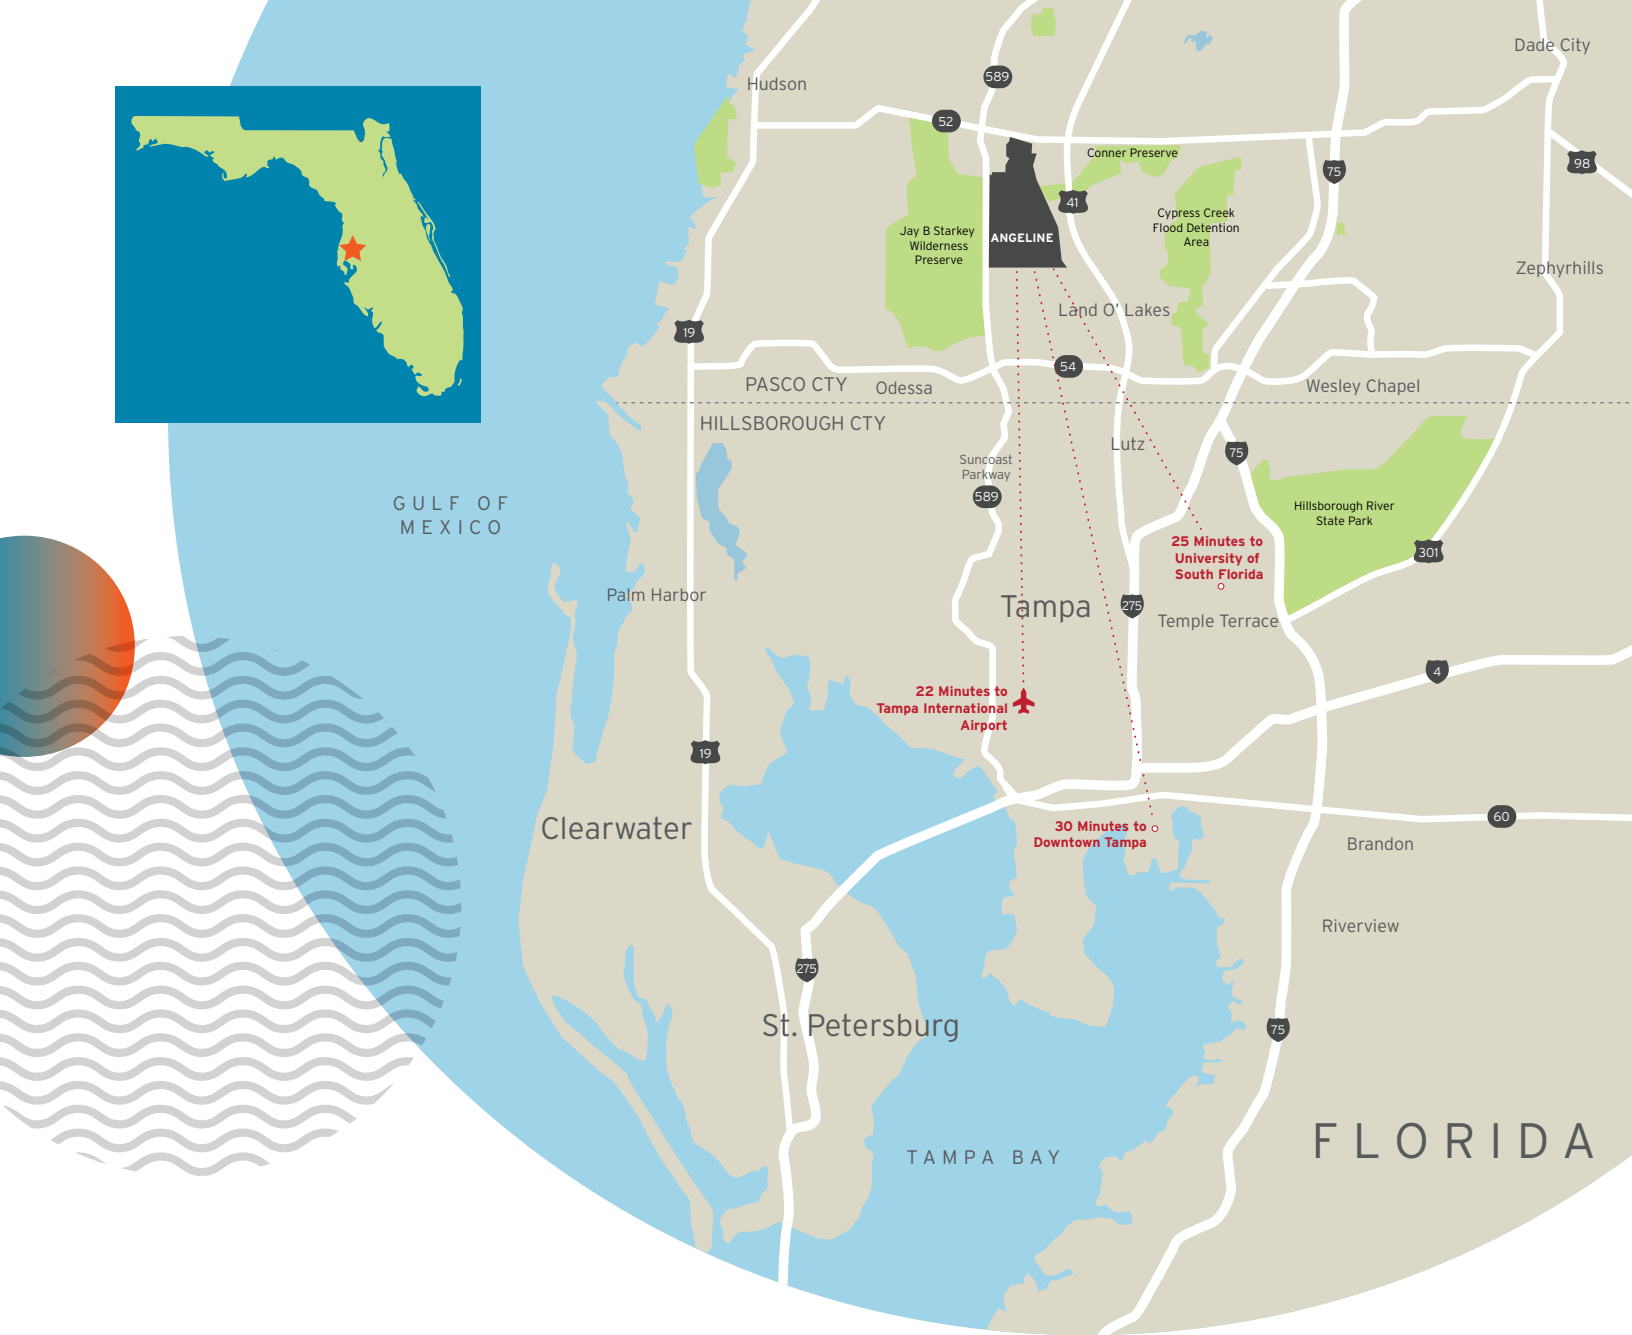 Dade City
589
Hudson
52
Conner Preserve
98
75
41
Cypress Creek
Flood Detention
Area
Jay B Starkey
Wilderness
Preserve
ANGELINE
Zephyrhills
Land O' Lakes
19
54
PASCO CTY
Odessa
Wesley Chapel
HILLSBOROUGH CTY
Lutz
75
Suncoast
Parkway
589
GULF OF
MEXICO
Hillsborough River
State Park
25 Minutes to
University of
South Florida
301
Palm Harbor
Tampa
275
Temple Terrace
4
22 Minutes to
Tampa International
Airport
19
60
Clearwater
30 Minutes to
Downtown Tampa
Brandon
Riverview
275
St. Petersburg
75
FLORIDA
TAMPA BAY